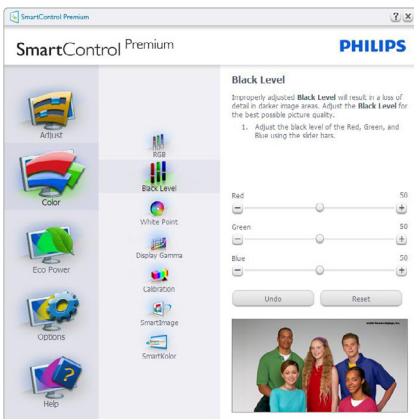 SmartControl Premium
SmartControl Premium
PHILIPS
Adjust
Color
Eco Power
Options
Help
RGB
Black Level
White Point
Display Gamma
Calibration
SmartImage
SmartKolor
Black Level
Improperly adjusted Black Level will result in a loss of
detail in darker image areas. Adjust the Black Level for
the best possible picture quality.
1. Adjust the black level of the Red, Green, and
Blue using the slider bars.
Red 50
Green 50
Blue 50
Undo Reset